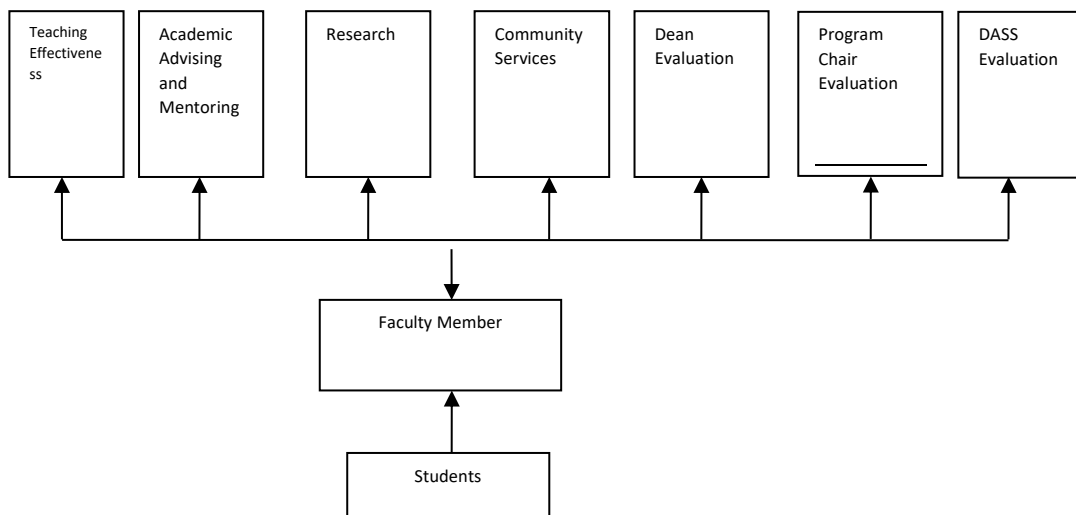 Teaching
Effectivene
ss
Academic
Advising
and
Mentoring
Research
Community
Services
Dean
Evaluation
Program
Chair
Evaluation
DASS
Evaluation
Faculty Member
Students